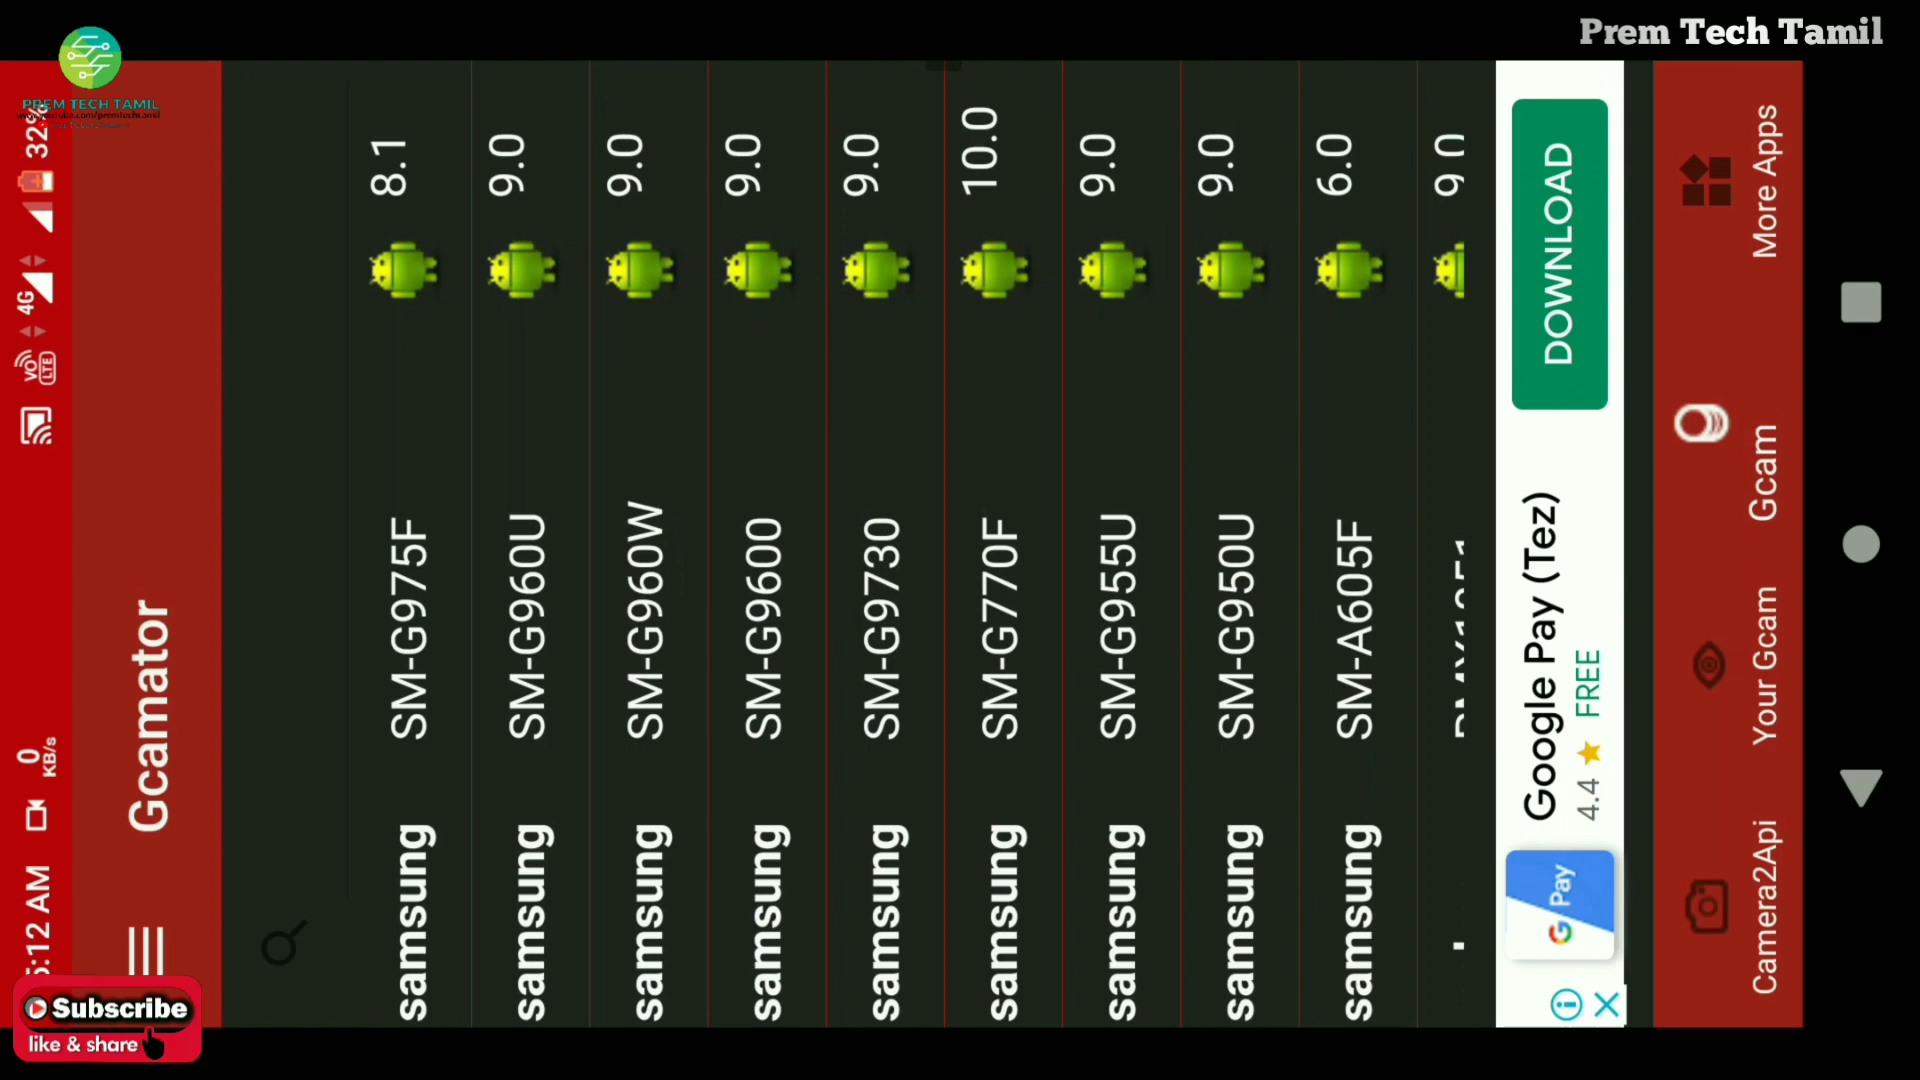 Prem Tech Tamil
PREM TECH TAMIL
5:12 AM
0 KB/s
VO LTE
4G
32%
Gcamator
samsung SM-G975F 8.1
samsung SM-G960U 9.0
samsung SM-G960W 9.0
samsung SM-G9600 9.0
samsung SM-G9730 9.0
samsung SM-G770F 10.0
samsung SM-G955U 9.0
samsung SM-G950U 9.0
samsung SM-A605F 6.0
9.0
G Pay
Google Pay (Tez)
4.4 FREE
DOWNLOAD
Camera2Api
Your Gcam
Gcam
More Apps
Subscribe
like & share